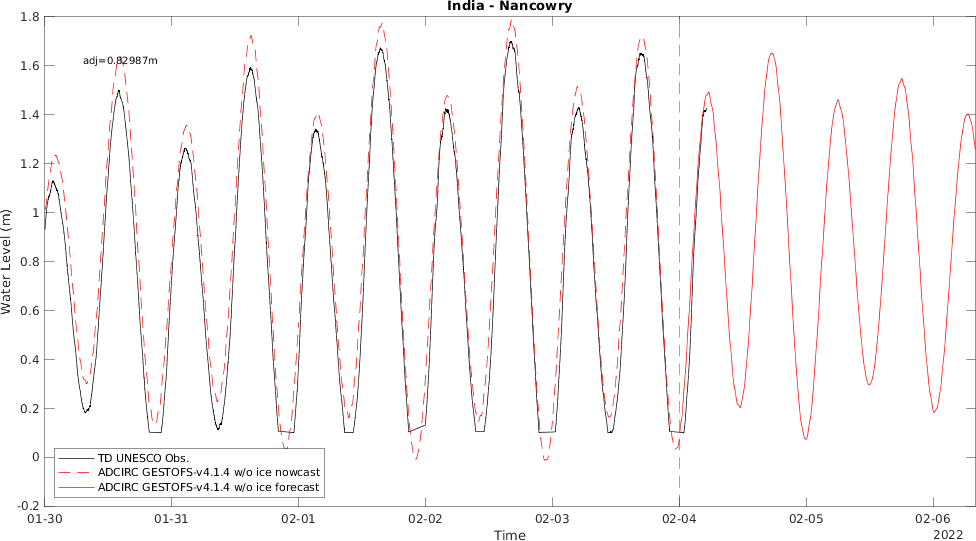 India - Nancowry
1.8
1.6
1.4
1.2
1
0.8
0.6
0.4
0.2
0
-0.2
Water Level (m)
adj=0.82987m
TD UNESCO Obs.
ADCIRC GESTOFS-v4.1.4 w/o ice nowcast
ADCIRC GESTOFS-v4.1.4 w/o ice forecast
01-30 01-31 02-01 02-02 02-03 02-04 02-05 02-06
Time
2022